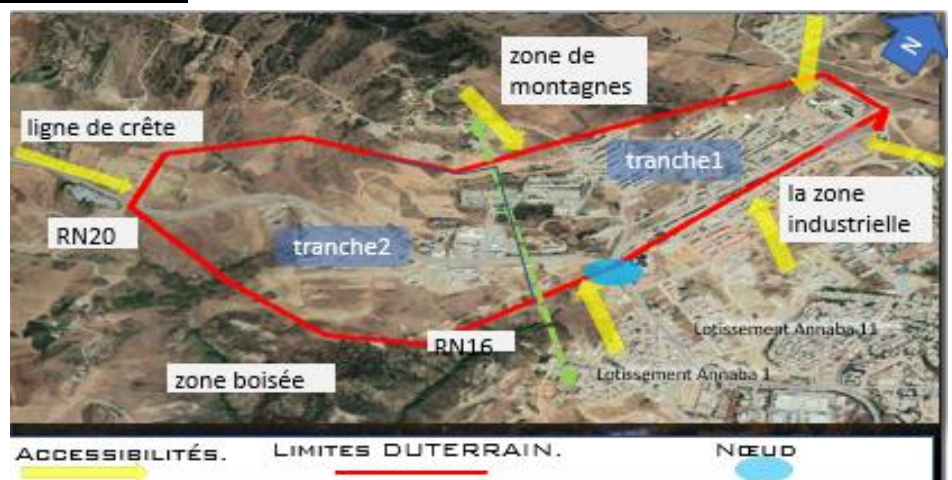 N
zone de
montagnes
ligne de crête
tranche1
la zone
industrielle
RN20
tranche2
Lotissement Annaba 11
RN16
Lotissement Annaba 1
zone boisée
ACCESSIBILITÉS.
LIMITES DUTERRAIN.
NŒUD